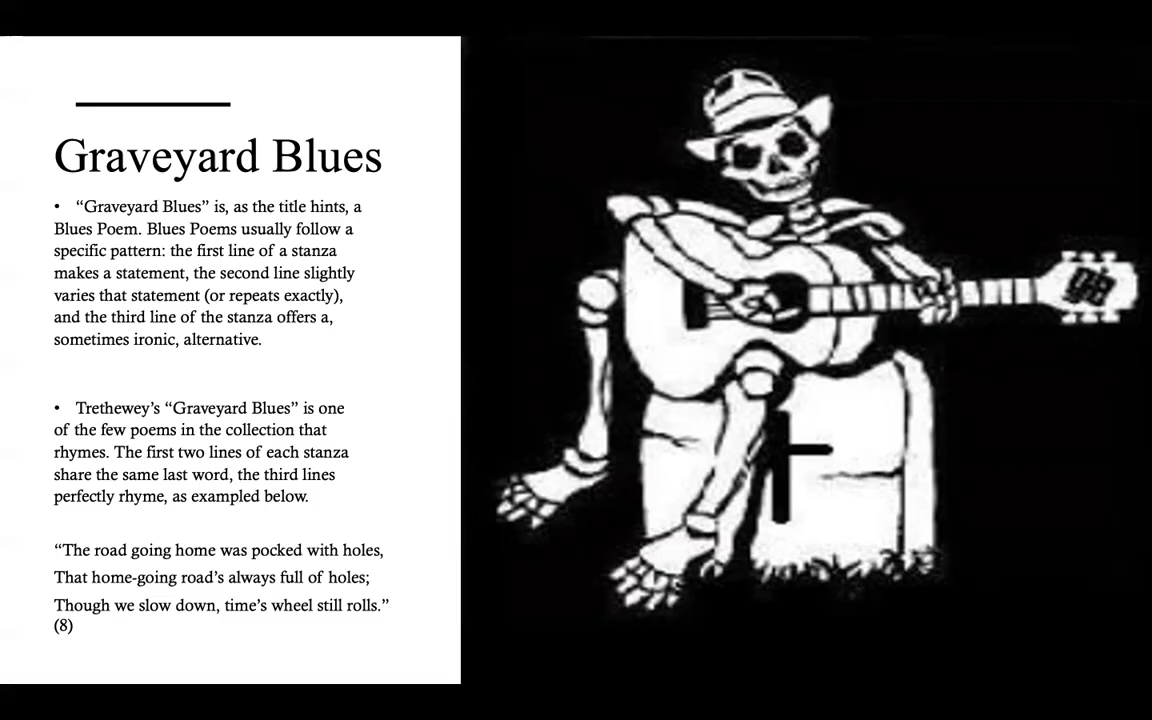 Graveyard Blues
• “Graveyard Blues” is, as the title hints, a
Blues Poem. Blues Poems usually follow a
specific pattern: the first line of a stanza
makes a statement, the second line slightly
varies that statement (or repeats exactly),
and the third line of the stanza offers a,
sometimes ironic, alternative.
• Trethewey’s “Graveyard Blues” is one
of the few poems in the collection that
rhymes. The first two lines of each stanza
share the same last word, the third lines
perfectly rhyme, as exampled below.
“The road going home was pocked with holes,
That home-going road’s always full of holes;
Though we slow down, time’s wheel still rolls.”
(8)